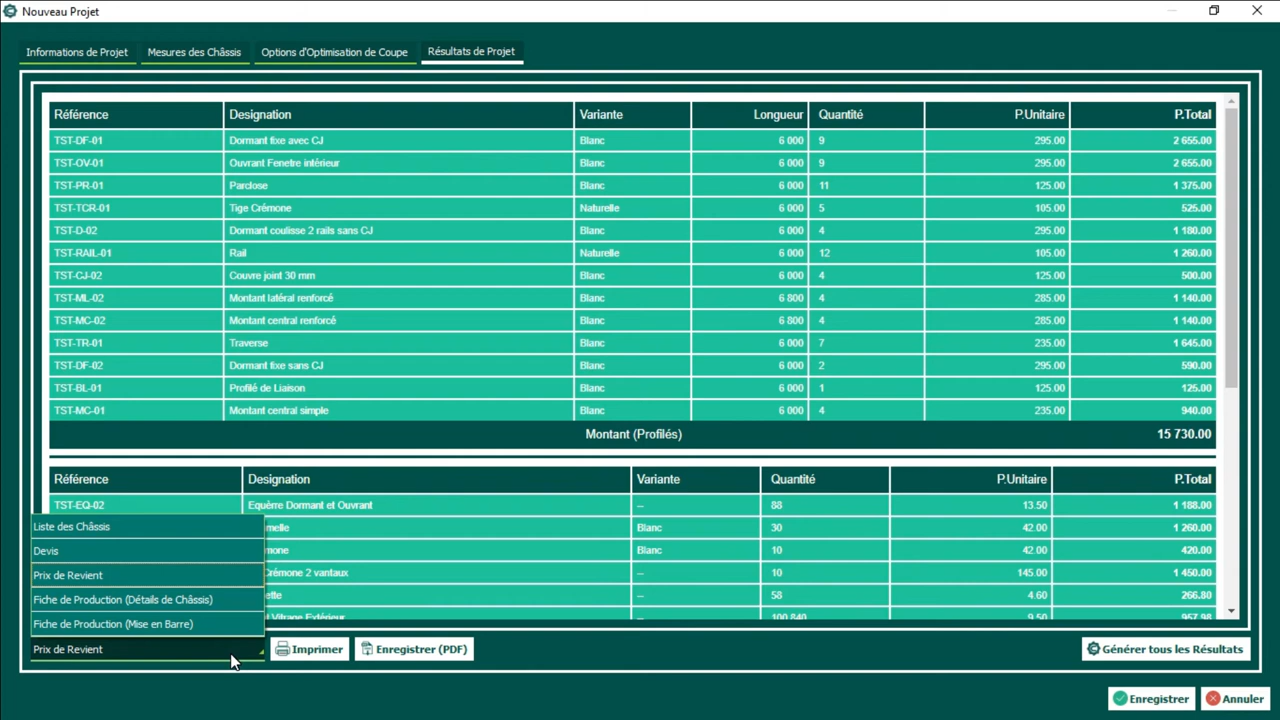 Nouveau Projet
Informations de Projet Mesures des Châssis Options d'Optimisation de Coupe Résultats de Projet
Référence Designation Variante Longueur Quantité P.Unitaire P.Total
TST-DF-01 Dormant fixe avec CJ Blanc 6 000 9 295.00 2 655.00
TST-OV-01 Ouvrant Fenetre intérieur Blanc 6 000 9 295.00 2 655.00
TST-PR-01 Parclose Blanc 6 000 11 125.00 1 375.00
TST-TCR-01 Tige Crémone Naturelle 6 000 5 105.00 525.00
TST-D-02 Dormant coulisse 2 rails sans CJ Blanc 6 000 4 295.00 1 180.00
TST-RAIL-01 Rail Naturelle 6 000 12 105.00 1 260.00
TST-CJ-02 Couvre joint 30 mm Blanc 6 000 4 125.00 500.00
TST-ML-02 Montant latéral renforcé Blanc 6 800 4 285.00 1 140.00
TST-MC-02 Montant central renforcé Blanc 6 800 4 285.00 1 140.00
TST-TR-01 Traverse Blanc 6 000 7 235.00 1 645.00
TST-DF-02 Dormant fixe sans CJ Blanc 6 000 2 295.00 590.00
TST-BL-01 Profilé de Liaison Blanc 6 000 1 125.00 125.00
TST-MC-01 Montant central simple Blanc 6 000 4 235.00 940.00
Montant (Profilés) 15 730.00
Référence Designation Variante Quantité P.Unitaire P.Total
TST-EQ-02 Equèrre Dormant et Ouvrant -- 88 13.50 1 188.00
Liste des Châssis melle Blanc 30 42.00 1 260.00
Devis mone Blanc 10 42.00 420.00
Prix de Revient Crémone 2 vantaux -- 10 145.00 1 450.00
Fiche de Production (Détails de Châssis) ette -- 58 4.60 266.80
Fiche de Production (Mise en Barre) Vitrage Extérieur -- 100 840 9.50 957.98
Prix de Revient Imprimer Enregistrer (PDF) Générer tous les Résultats
Enregistrer Annuler